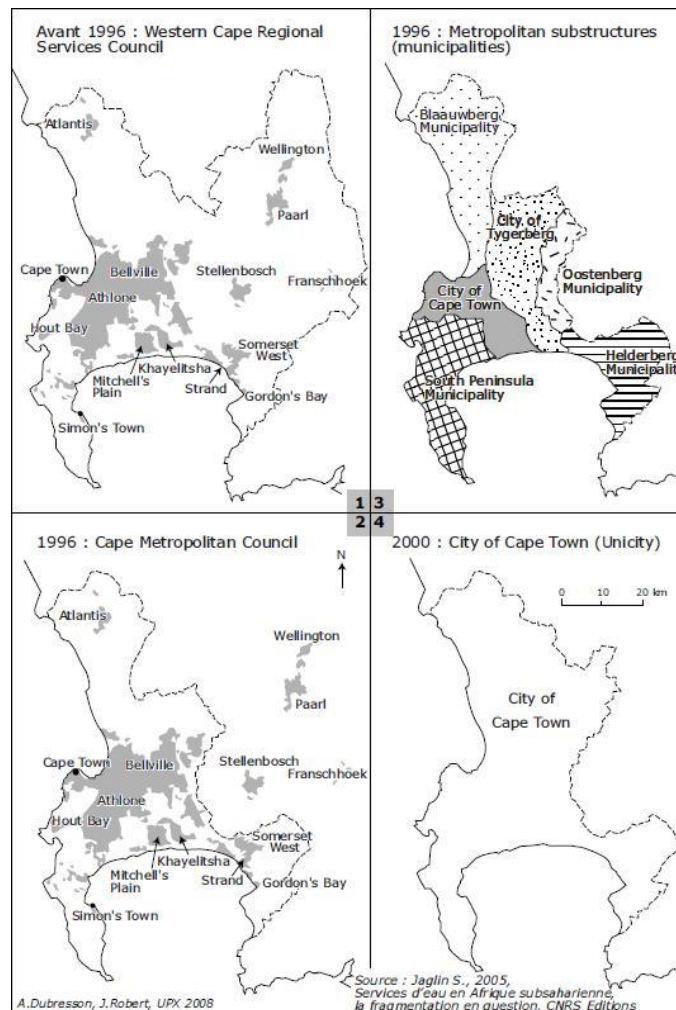 Avant 1996 : Western Cape Regional
Services Council
Atlantis
Wellington
Paarl
Cape Town
Bellville
Stellenbosch
Franschhoek
Athlone
Hout Bay
Somerset
West
Mitchell's
Plain
Khayelitsha
Strand
Gordon's Bay
Simon's Town
1996 : Metropolitan substructures
(municipalities)
Blaauwberg
Municipality
City of
Tygerberg
Oostenberg
Municipality
City of
Cape Town
Helderberg
Municipality
South Peninsula
Municipality
1 3
2 4
1996 : Cape Metropolitan Council
N
Atlantis
Wellington
Paarl
Cape Town
Bellville
Stellenbosch
Franschhoek
Athlone
Hout Bay
Somerset
West
Khayelitsha
Mitchell's
Plain
Strand
Gordon's Bay
Simon's Town
A.Dubresson, J.Robert, UPX 2008
2000 : City of Cape Town (Unicity)
0 10 20 km
City of
Cape Town
Source : Jaglin S., 2005,
Services d'eau en Afrique subsaharienne,
la fragmentation en question, CNRS Editions